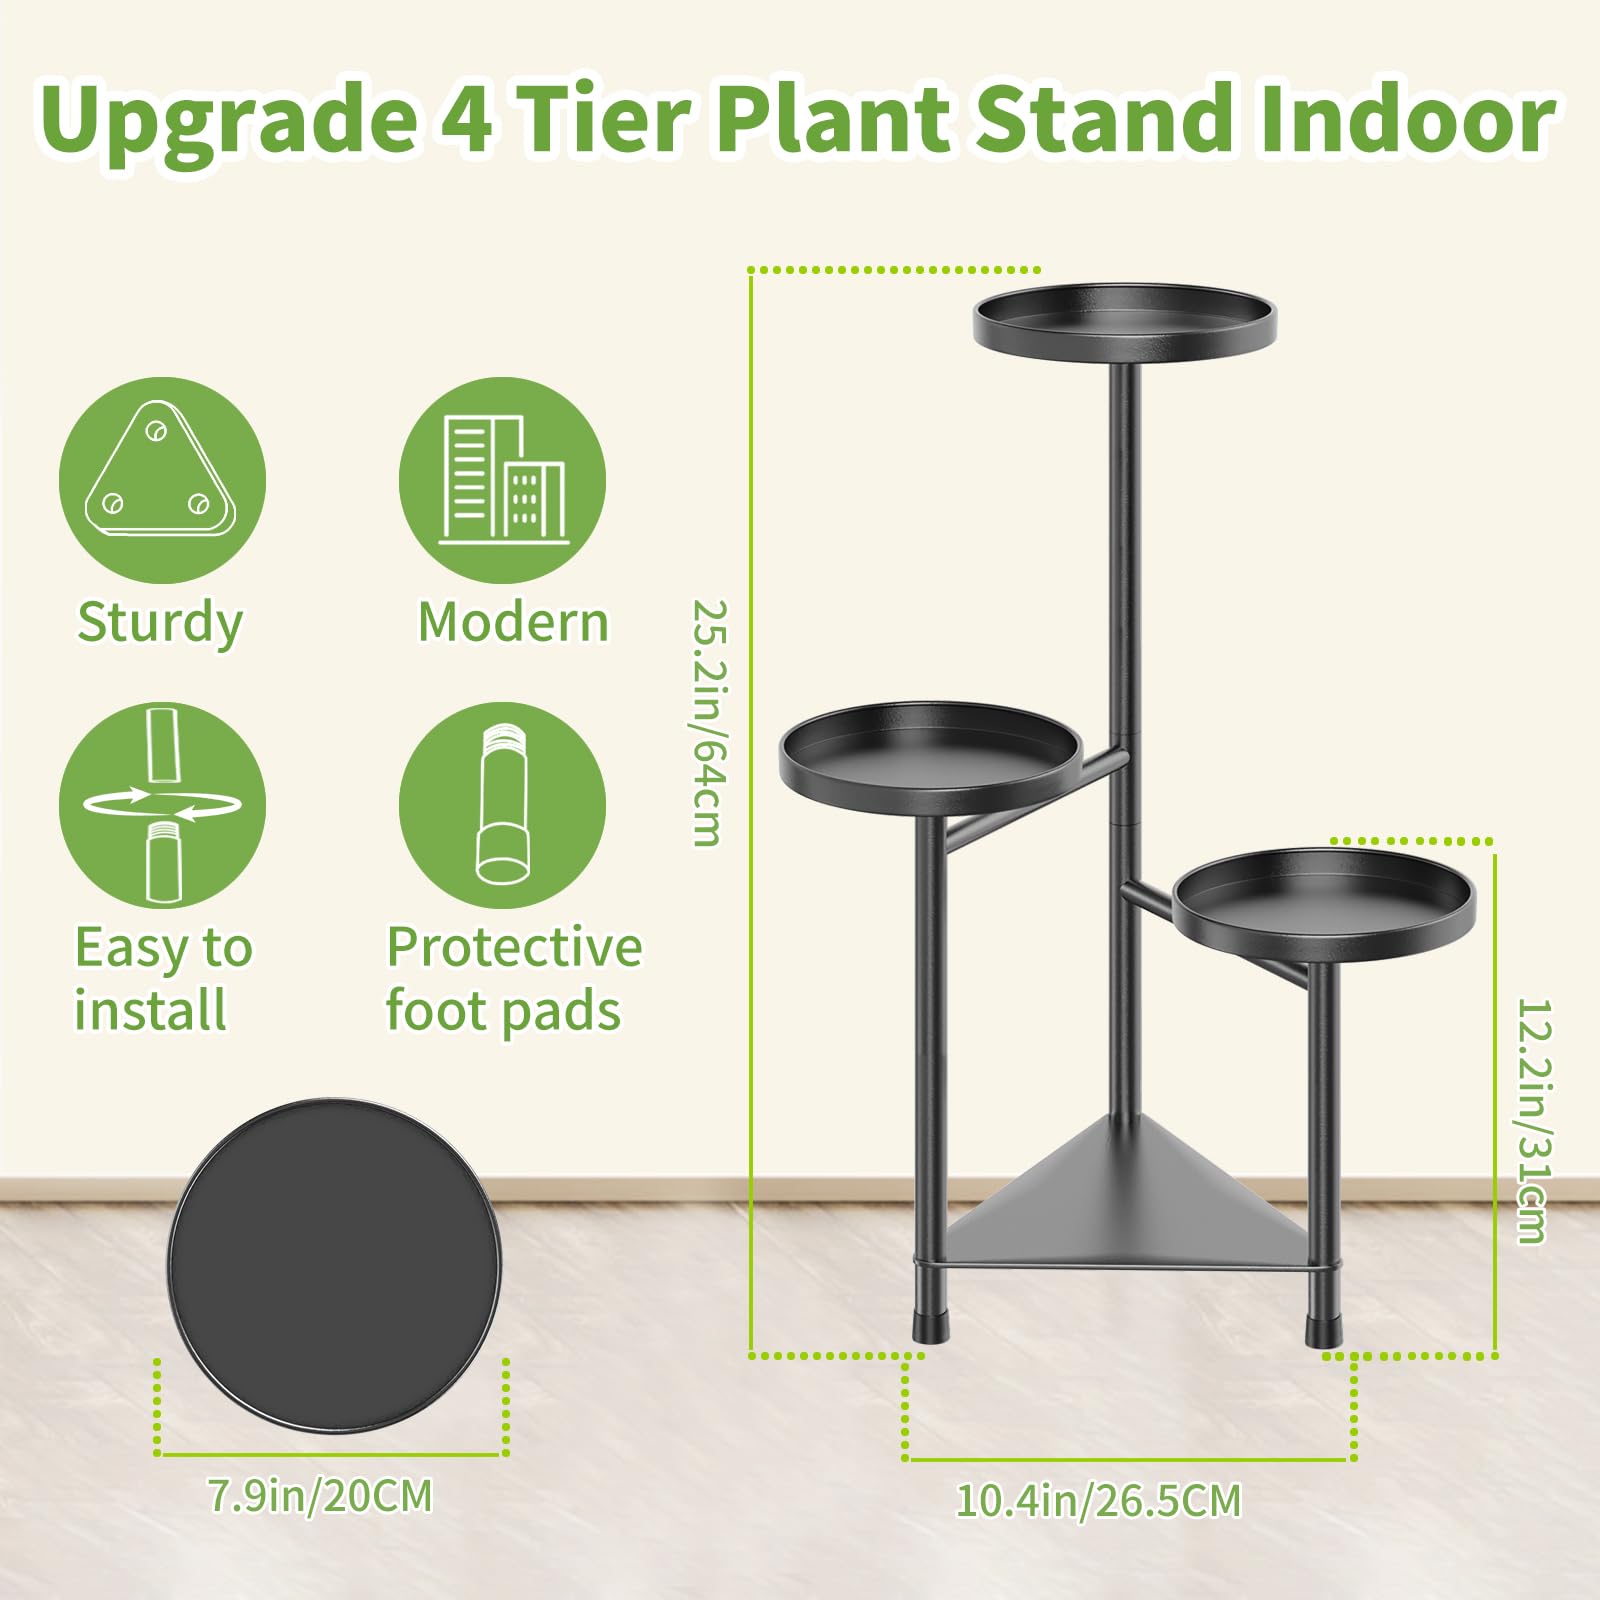 Upgrade 4 Tier Plant Stand Indoor
Sturdy
Modern
Easy to
install
Protective
foot pads
25.2in/64cm
12.2in/31cm
7.9in/20CM
10.4in/26.5CM